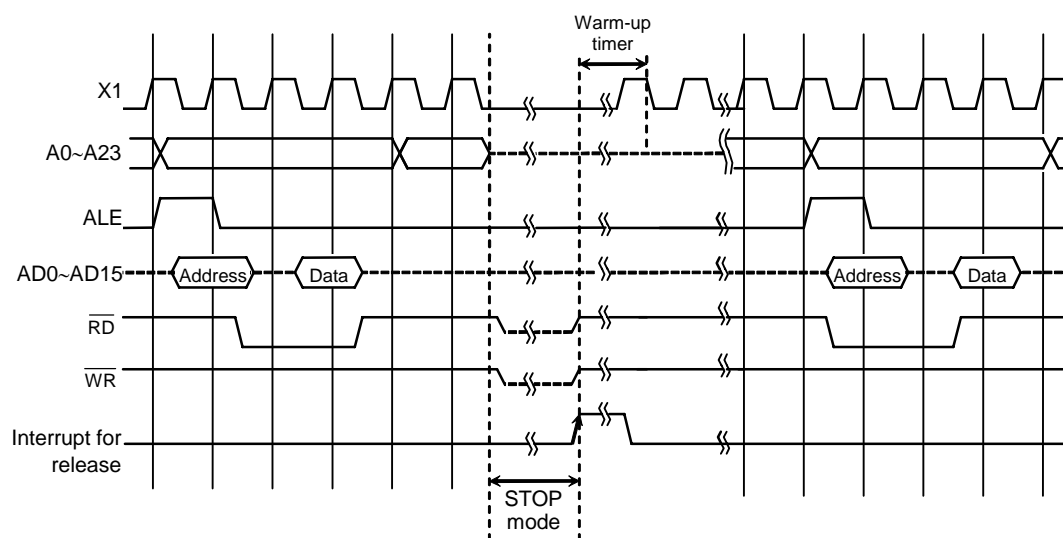 Warm-up
timer
X1
A0~A23
ALE
AD0~AD15
Address
Data
Address
Data
RD
WR
Interrupt for
release
STOP
mode